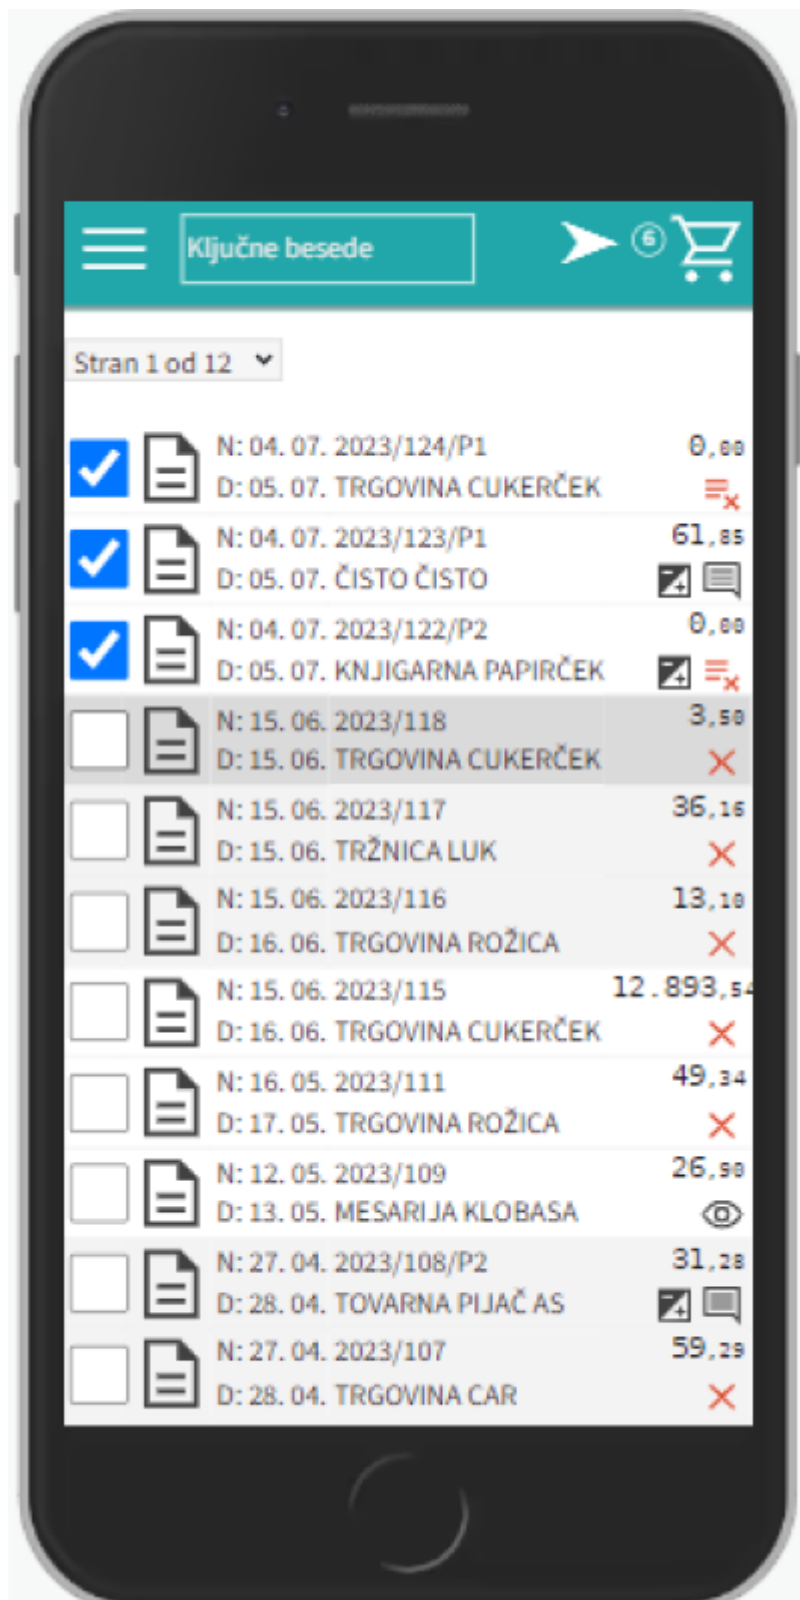 Ključne besede
6
Stran 1 od 12
N: 04. 07. 2023/124/P1 0,00
D: 05. 07. TRGOVINA CUKERČEK
N: 04. 07. 2023/123/P1 61,85
D: 05. 07. ČISTO ČISTO
N: 04. 07. 2023/122/P2 0,00
D: 05. 07. KNJIGARNA PAPIRČEK
N: 15. 06. 2023/118 3,50
D: 15. 06. TRGOVINA CUKERČEK
N: 15. 06. 2023/117 36,16
D: 15. 06. TRŽNICA LUK
N: 15. 06. 2023/116 13,10
D: 16. 06. TRGOVINA ROŽICA
N: 15. 06. 2023/115 12.893,54
D: 16. 06. TRGOVINA CUKERČEK
N: 16. 05. 2023/111 49,34
D: 17. 05. TRGOVINA ROŽICA
N: 12. 05. 2023/109 26,90
D: 13. 05. MESARIJA KLOBASA
N: 27. 04. 2023/108/P2 31,28
D: 28. 04. TOVARNA PIJAČ AS
N: 27. 04. 2023/107 59,29
D: 28. 04. TRGOVINA CAR